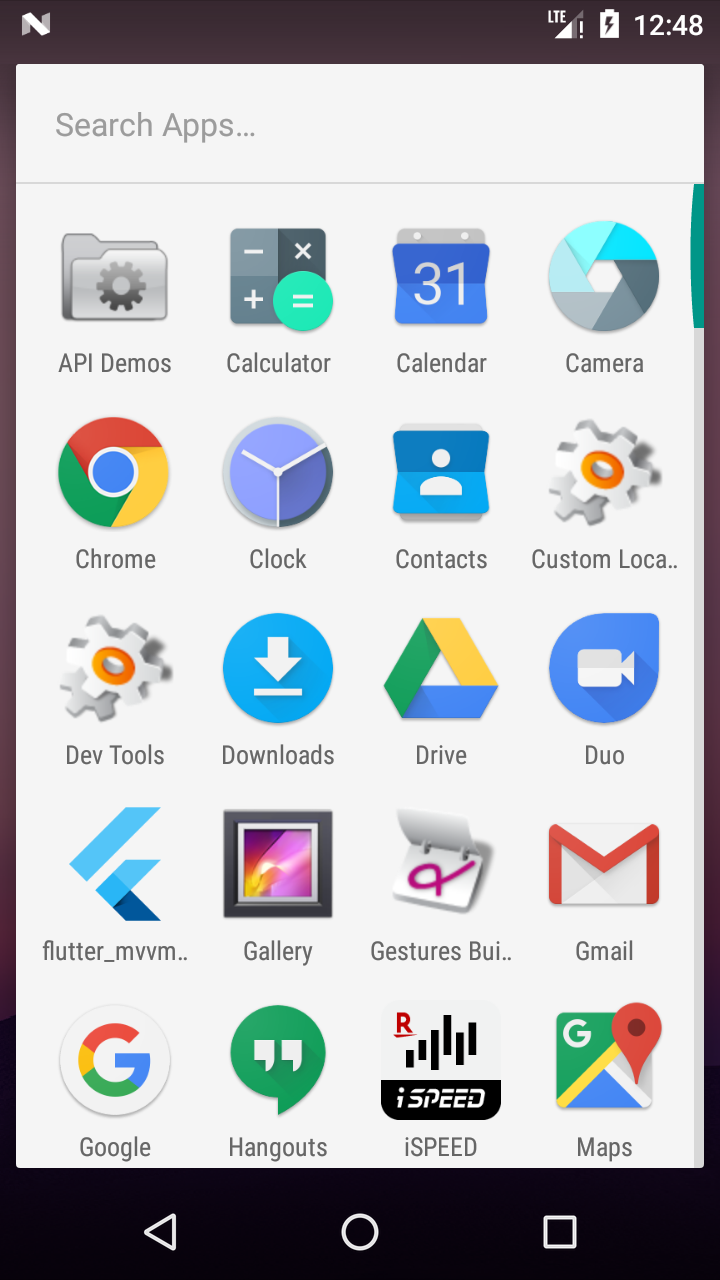 LTE 12:48
Search Apps…
31
API Demos Calculator Calendar Camera
Chrome Clock Contacts Custom Loca..
Dev Tools Downloads Drive Duo
flutter_mvvm.. Gallery Gestures Bui.. Gmail
R
G
G
iSPEED
Google Hangouts iSPEED Maps